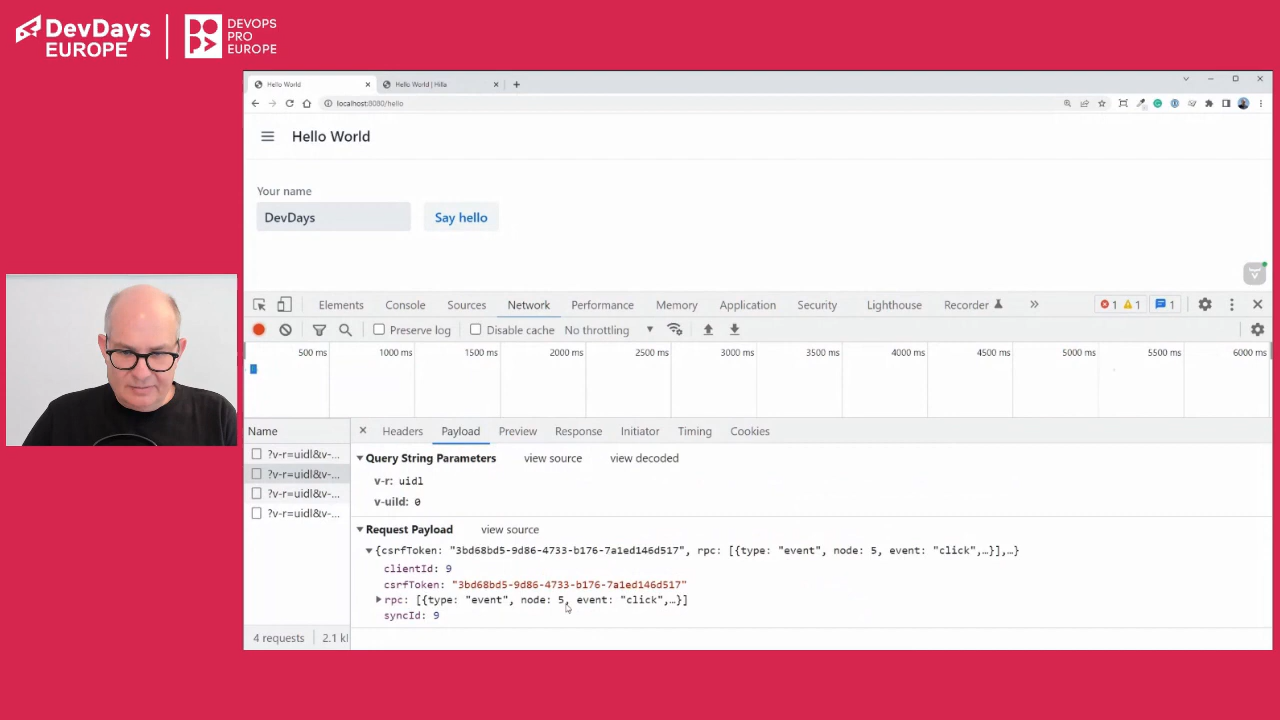 DevDays
EUROPE
DEVOPS
PRO
EUROPE
Hello World
Hello World | Hilla
localhost:8080/hello
Hello World
Your name
DevDays
Say hello
Elements Console Sources Network Performance Memory Application Security Lighthouse Recorder 1 1 1
Preserve log Disable cache No throttling
500 ms 1000 ms 1500 ms 2000 ms 2500 ms 3000 ms 3500 ms 4000 ms 4500 ms 5000 ms 5500 ms 6000 ms
Name Headers Payload Preview Response Initiator Timing Cookies
?v-r=uidl&v-...
?v-r=uidl&v-...
?v-r=uidl&v-...
?v-r=uidl&v-...
Query String Parameters view source view decoded
v-r: uidl
v-uiId: 0
Request Payload view source
{csrfToken: "3bd68bd5-9d86-4733-b176-7a1ed146d517", rpc: [{type: "event", node: 5, event: "click",…}],…}
clientId: 9
csrfToken: "3bd68bd5-9d86-4733-b176-7a1ed146d517"
rpc: [{type: "event", node: 5, event: "click",…}]
syncId: 9
4 requests 2.1 k